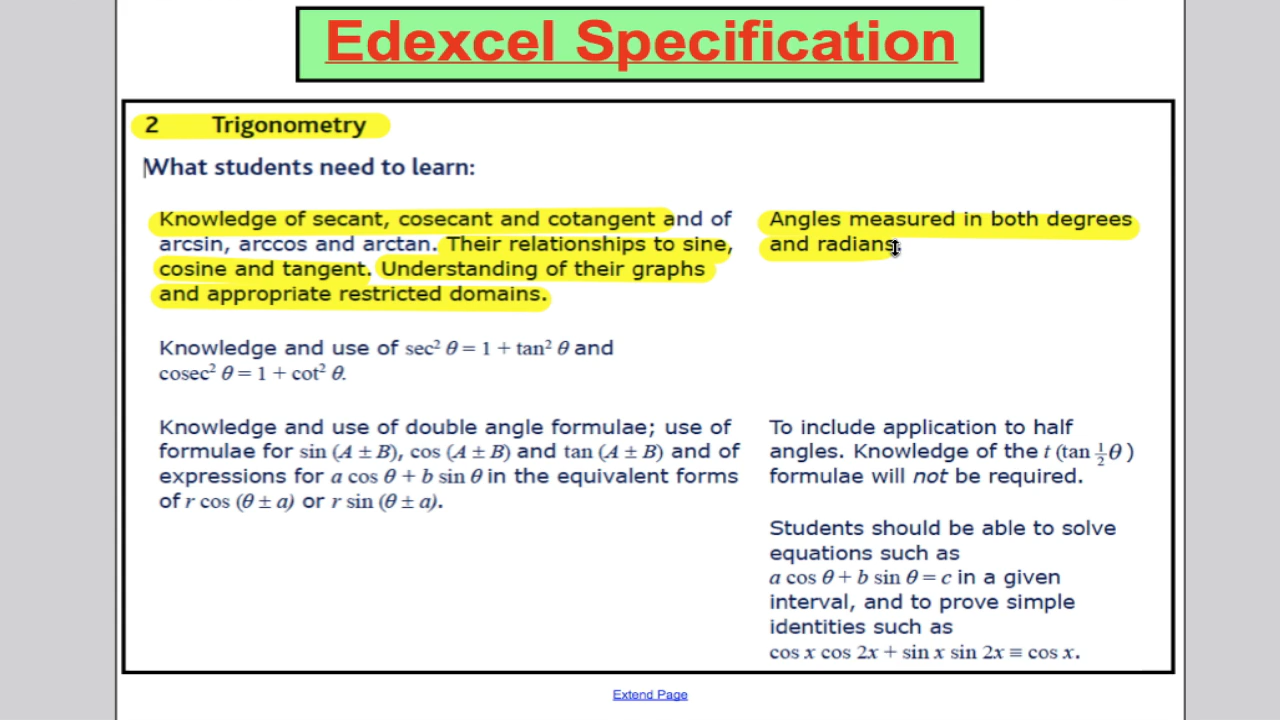 Edexcel Specification
2 Trigonometry
What students need to learn:
Knowledge of secant, cosecant and cotangent and of
arcsin, arccos and arctan. Their relationships to sine,
cosine and tangent. Understanding of their graphs
and appropriate restricted domains.
Angles measured in both degrees
and radians.
Knowledge and use of sec² θ = 1 + tan² θ and
cosec² θ = 1 + cot² θ.
Knowledge and use of double angle formulae; use of
formulae for sin (A ± B), cos (A ± B) and tan (A ± B) and of
expressions for a cos θ + b sin θ in the equivalent forms
of r cos (θ ± a) or r sin (θ ± a).
To include application to half
angles. Knowledge of the t (tan ½θ )
formulae will not be required.
Students should be able to solve
equations such as
a cos θ + b sin θ = c in a given
interval, and to prove simple
identities such as
cos x cos 2x + sin x sin 2x ≡ cos x.
Extend Page